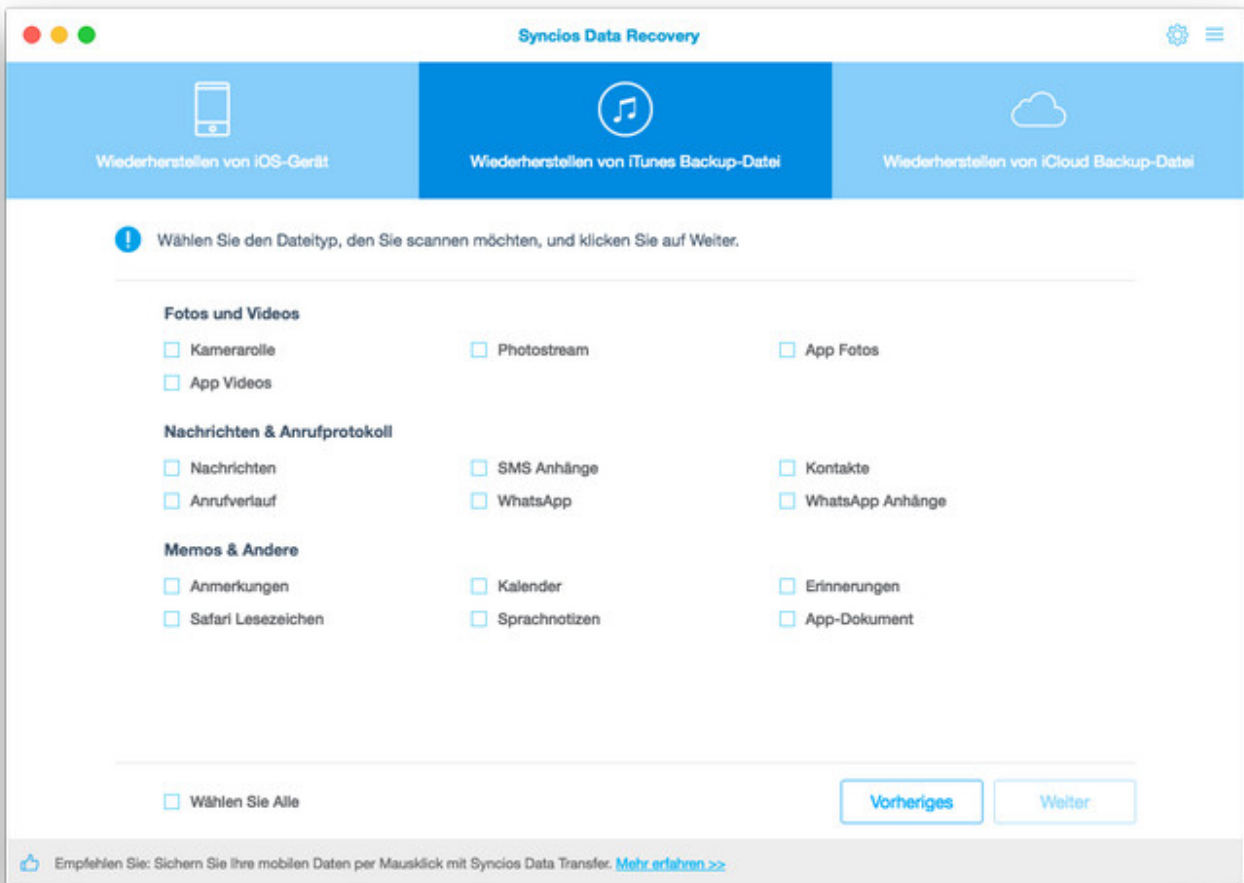 Syncios Data Recovery
Wiederherstellen von iOS-Gerät
Wiederherstellen von iTunes Backup-Datei
Wiederherstellen von iCloud Backup-Datei
Wählen Sie den Dateityp, den Sie scannen möchten, und klicken Sie auf Weiter.
Fotos und Videos
Kamerarolle Photostream App Fotos
App Videos
Nachrichten & Anrufprotokoll
Nachrichten SMS Anhänge Kontakte
Anrufverlauf WhatsApp WhatsApp Anhänge
Memos & Andere
Anmerkungen Kalender Erinnerungen
Safari Lesezeichen Sprachnotizen App-Dokument
Wählen Sie Alle Vorheriges Weiter
Empfehlen Sie: Sichern Sie Ihre mobilen Daten per Mausklick mit Syncios Data Transfer. Mehr erfahren >>